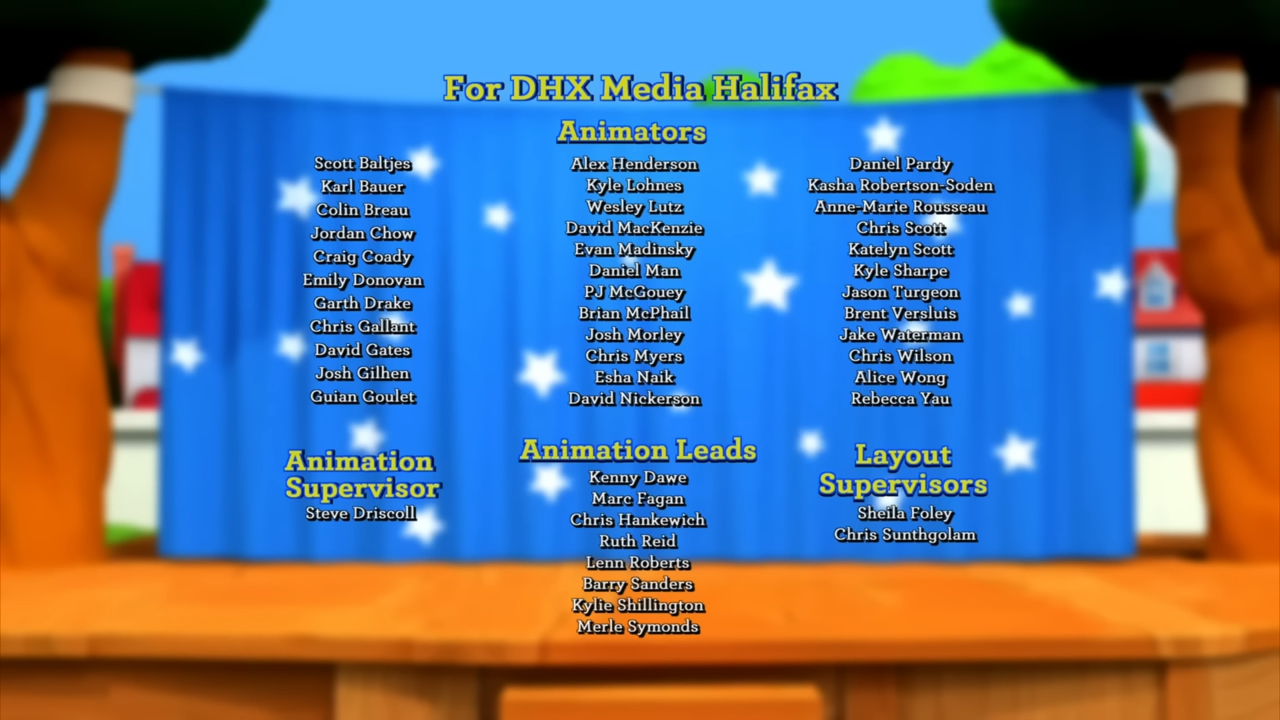 For DHX Media Halifax
Animators
Scott Baltjes
Karl Bauer
Colin Breau
Jordan Chow
Craig Coady
Emily Donovan
Garth Drake
Chris Gallant
David Gates
Josh Gilhen
Guian Goulet
Alex Henderson
Kyle Lohnes
Wesley Lutz
David MacKenzie
Evan Madinsky
Daniel Man
PJ McGouey
Brian McPhail
Josh Morley
Chris Myers
Esha Naik
David Nickerson
Daniel Pardy
Kasha Robertson-Soden
Anne-Marie Rousseau
Chris Scott
Katelyn Scott
Kyle Sharpe
Jason Turgeon
Brent Versluis
Jake Waterman
Chris Wilson
Alice Wong
Rebecca Yau
Animation
Supervisor
Steve Driscoll
Animation Leads
Kenny Dawe
Marc Fagan
Chris Hankewich
Ruth Reid
Lenn Roberts
Barry Sanders
Kylie Shillington
Merle Symonds
Layout
Supervisors
Sheila Foley
Chris Sunthgolam